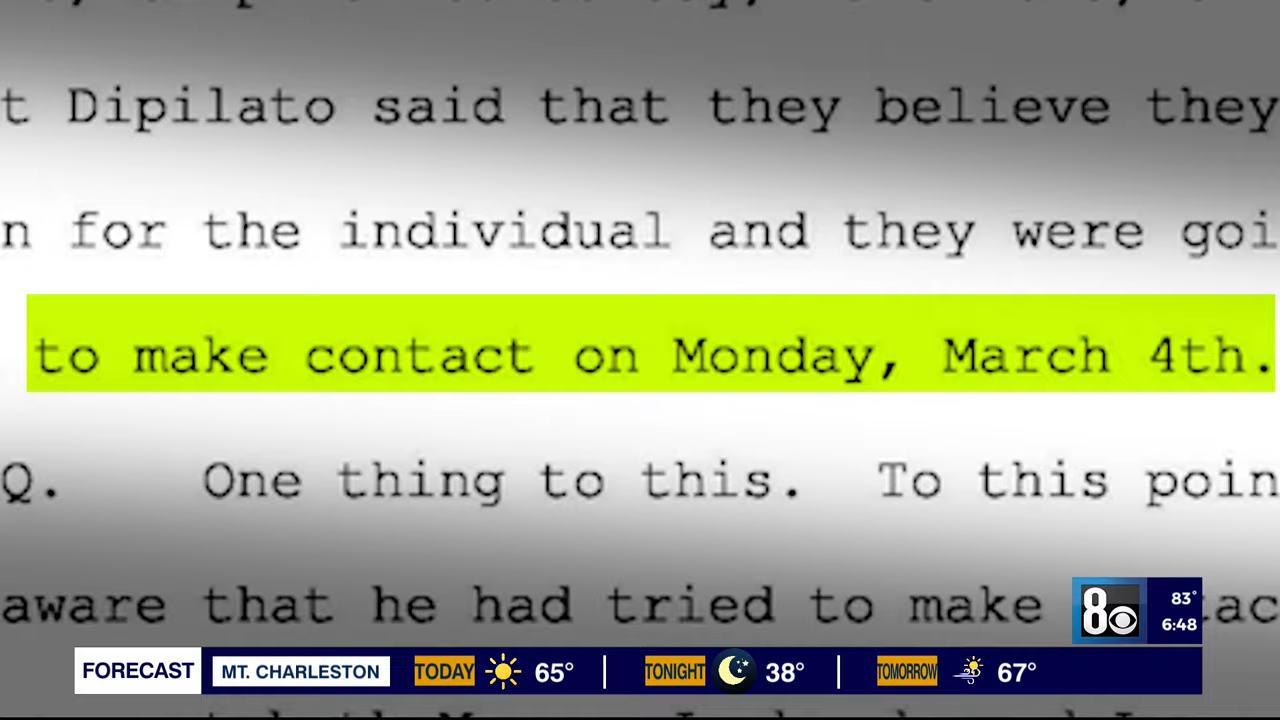 t Dipilato said that they believe they
n for the individual and they were goi
to make contact on Monday, March 4th.
Q. One thing to this. To this poin
aware that he had tried to make
8
83°
6:48
FORECAST MT. CHARLESTON TODAY 65° TONIGHT 38° TOMORROW 67°